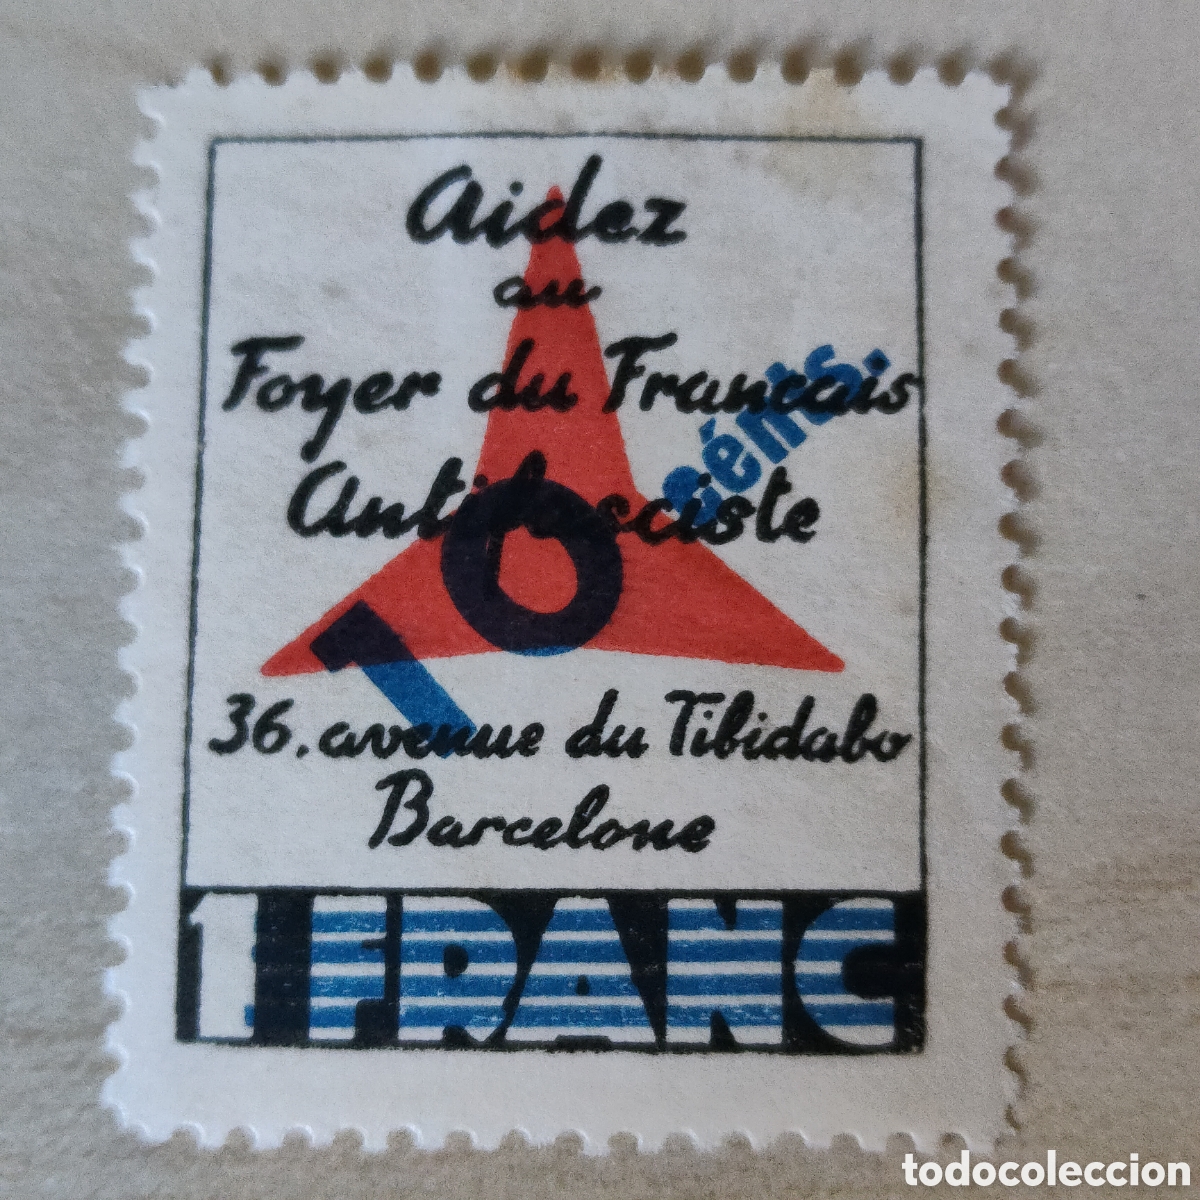 Aidez
au
Foyer du Francais
Antifasciste
10 cénts.
36. avenue du Tibidabo
Barcelone
1 FRANC
todocoleccion